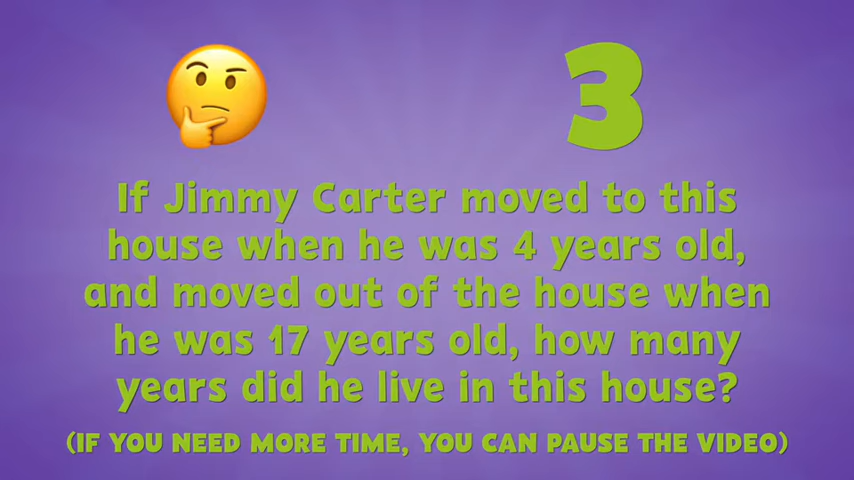 3
If Jimmy Carter moved to this
house when he was 4 years old,
and moved out of the house when
he was 17 years old, how many
years did he live in this house?
(IF YOU NEED MORE TIME, YOU CAN PAUSE THE VIDEO)